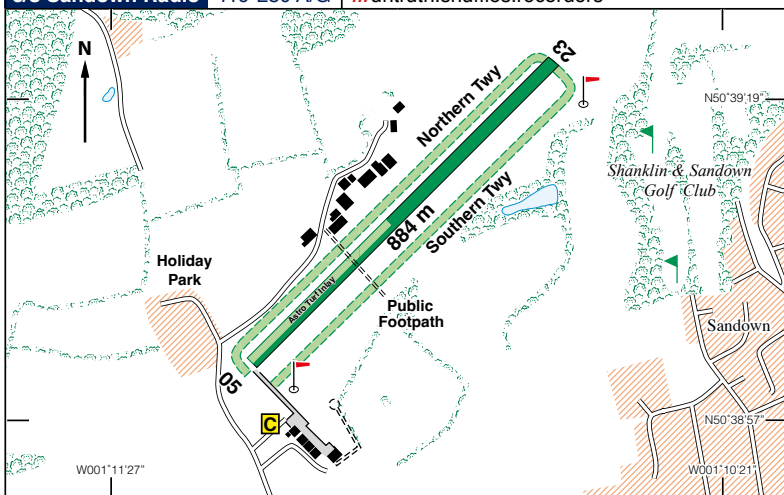 N
23
Northern Twy
N50°39'19"
Shanklin & Sandown
Golf Club
884 m
Southern Twy
Holiday
Park
Astro Turf Inlay
Public
Footpath
Sandown
05
C
N50°38'57"
W001°11'27"
W001°10'21"